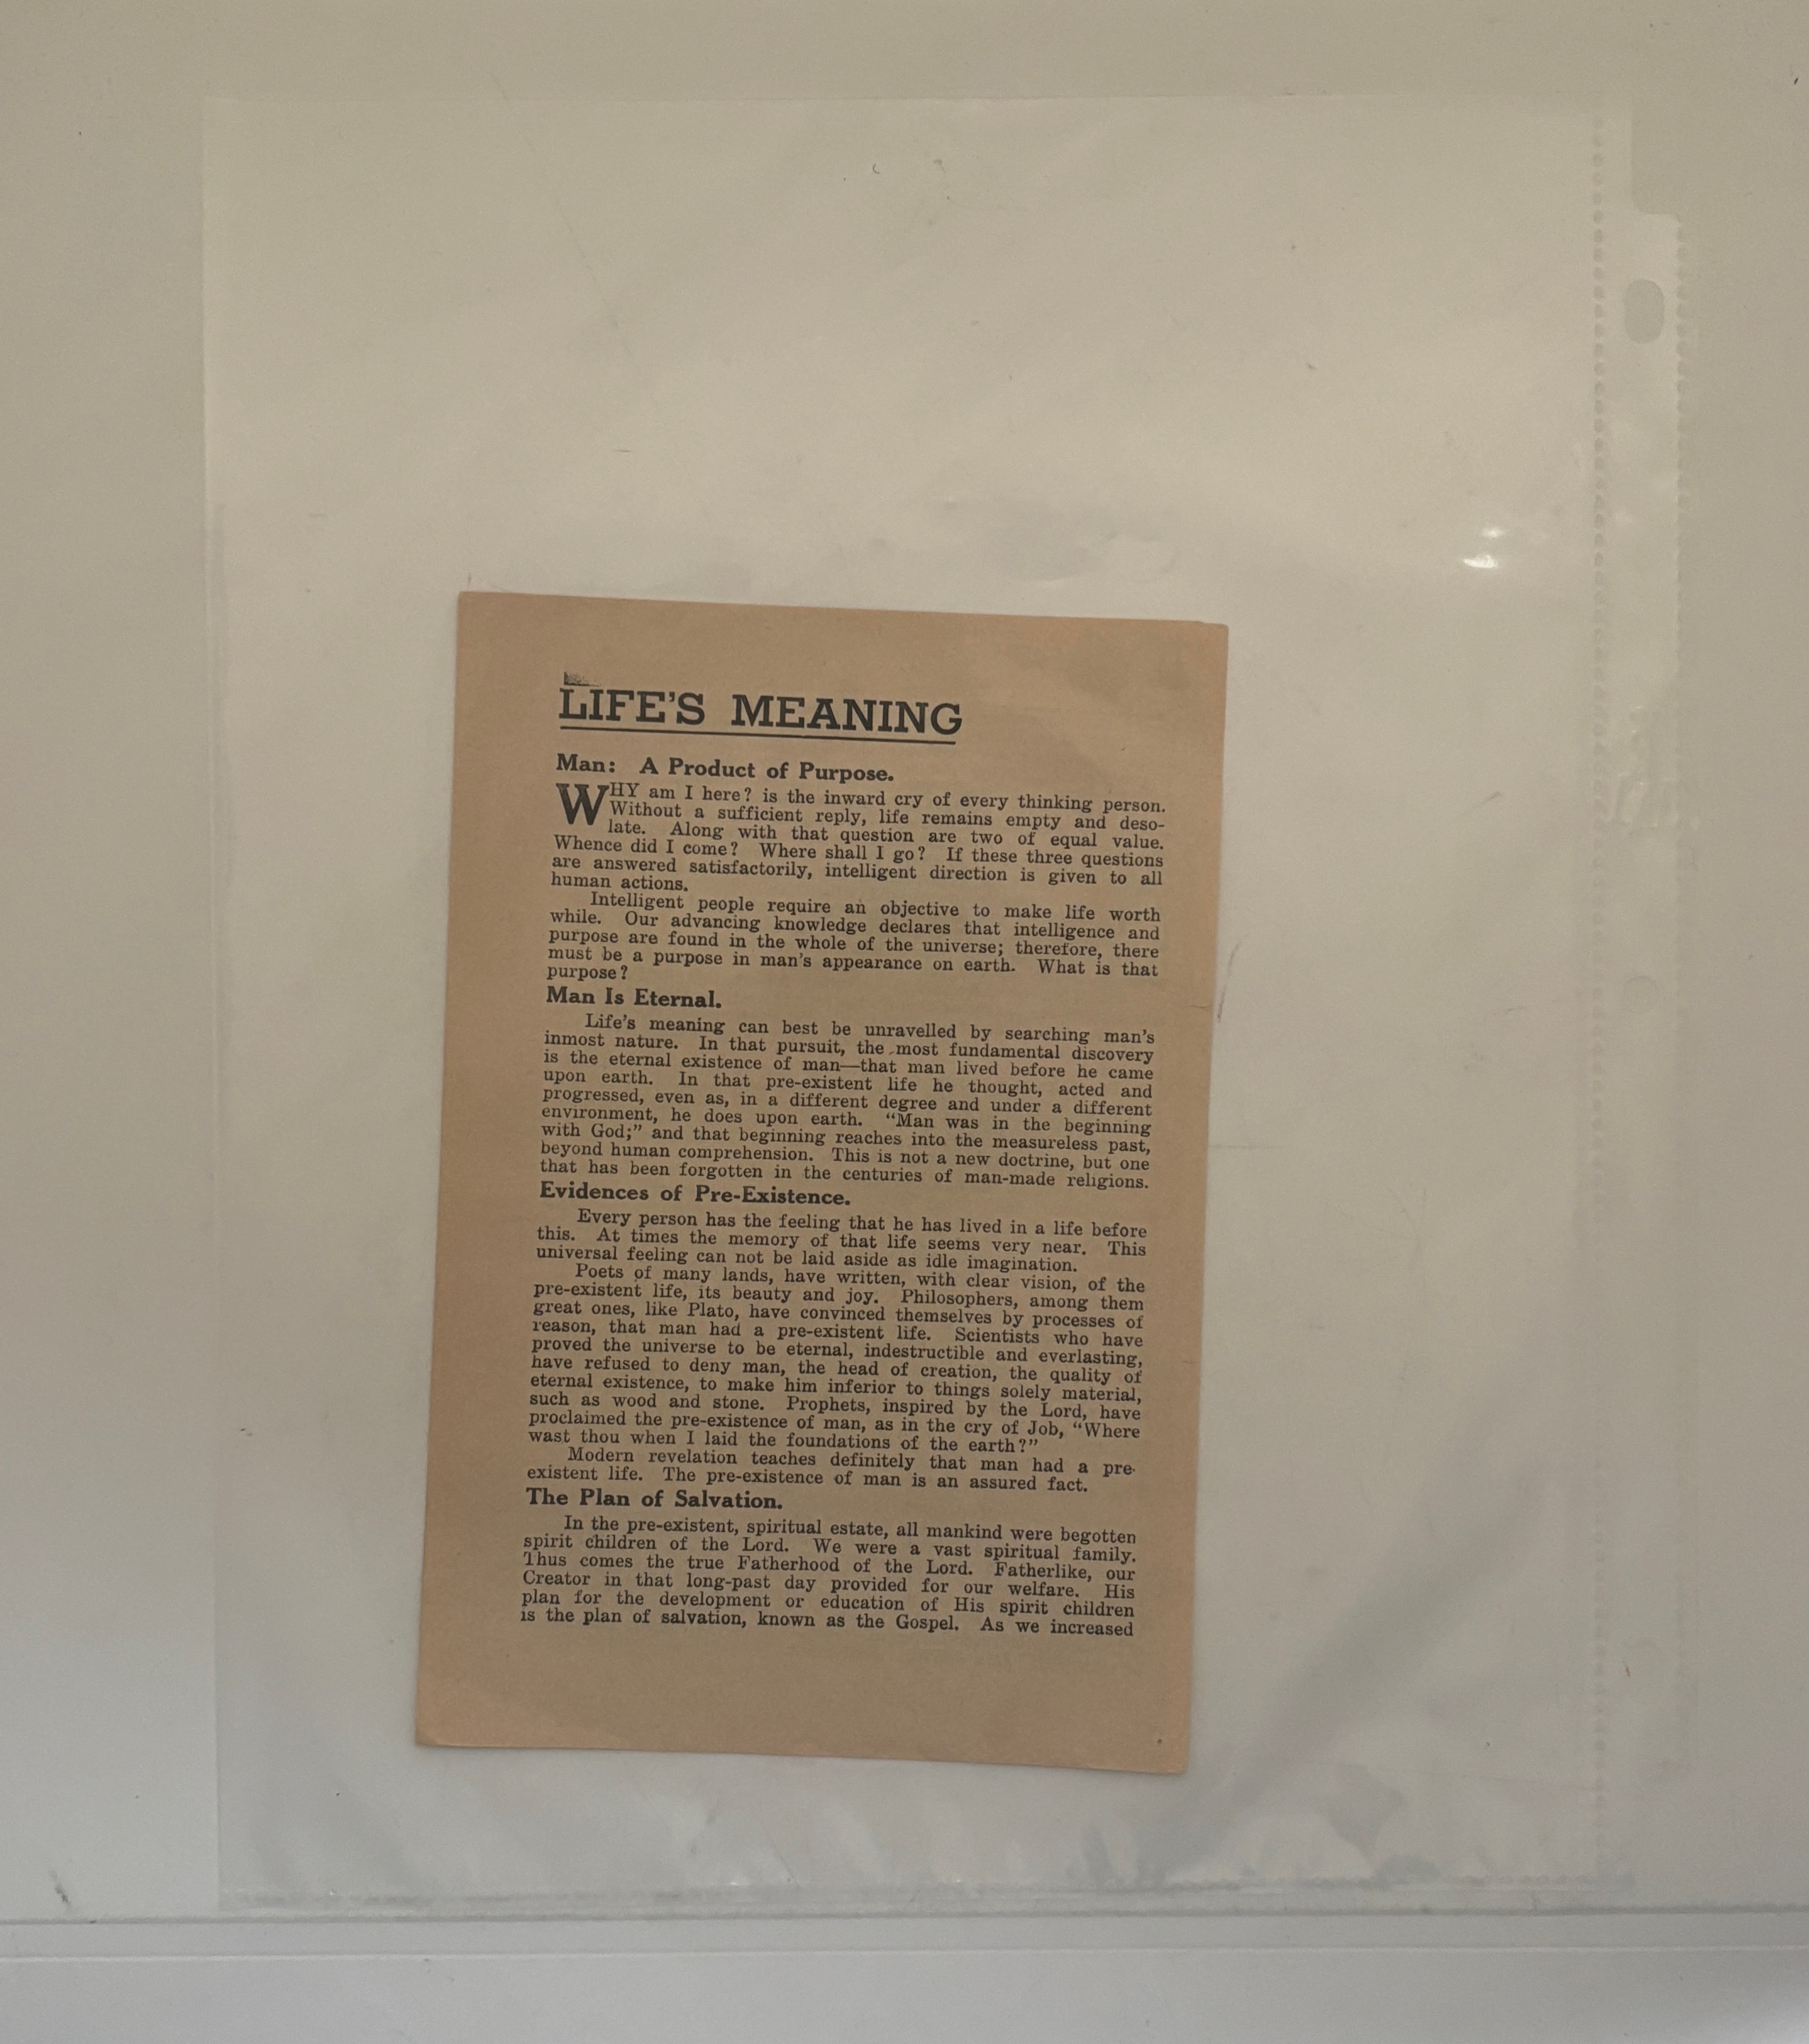 LIFE'S MEANING
Man: A Product of Purpose.
WHY am I here? is the inward cry of every thinking person.
Without a sufficient reply, life remains empty and deso-
late. Along with that question are two of equal value.
Whence did I come? Where shall I go? If these three questions
are answered satisfactorily, intelligent direction is given to all
human actions.
Intelligent people require an objective to make life worth
while. Our advancing knowledge declares that intelligence and
purpose are found in the whole of the universe; therefore, there
must be a purpose in man's appearance on earth. What is that
purpose?
Man Is Eternal.
Life's meaning can best be unravelled by searching man's
inmost nature. In that pursuit, the most fundamental discovery
is the eternal existence of man—that man lived before he came
upon earth. In that pre-existent life he thought, acted and
progressed, even as, in a different degree and under a different
environment, he does upon earth. "Man was in the beginning
with God;" and that beginning reaches into the measureless past,
beyond human comprehension. This is not a new doctrine, but one
that has been forgotten in the centuries of man-made religions.
Evidences of Pre-Existence.
Every person has the feeling that he has lived in a life before
this. At times the memory of that life seems very near. This
universal feeling can not be laid aside as idle imagination.
Poets of many lands, have written, with clear vision, of the
pre-existent life, its beauty and joy. Philosophers, among them
great ones, like Plato, have convinced themselves by processes of
reason, that man had a pre-existent life. Scientists who have
proved the universe to be eternal, indestructible and everlasting,
have refused to deny man, the head of creation, the quality of
eternal existence, to make him inferior to things solely material,
such as wood and stone. Prophets, inspired by the Lord, have
proclaimed the pre-existence of man, as in the cry of Job, "Where
wast thou when I laid the foundations of the earth?"
Modern revelation teaches definitely that man had a pre-
existent life. The pre-existence of man is an assured fact.
The Plan of Salvation.
In the pre-existent, spiritual estate, all mankind were begotten
spirit children of the Lord. We were a vast spiritual family.
Thus comes the true Fatherhood of the Lord. Fatherlike, our
Creator in that long-past day provided for our welfare. His
plan for the development or education of His spirit children
is the plan of salvation, known as the Gospel. As we increased